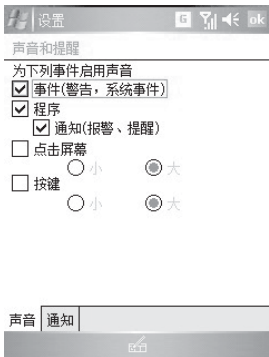 设置 G ok
声音和提醒
为下列事件启用声音
事件(警告，系统事件)
程序
通知(报警、提醒)
点击屏幕
小 大
按键
小 大
声音 通知